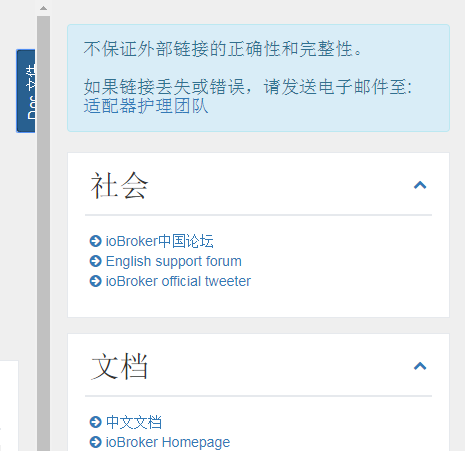 不保证外部链接的正确性和完整性。
如果链接丢失或错误，请发送电子邮件至:
适配器护理团队
社会
ioBroker中国论坛
English support forum
ioBroker official tweeter
文档
中文文档
ioBroker Homepage